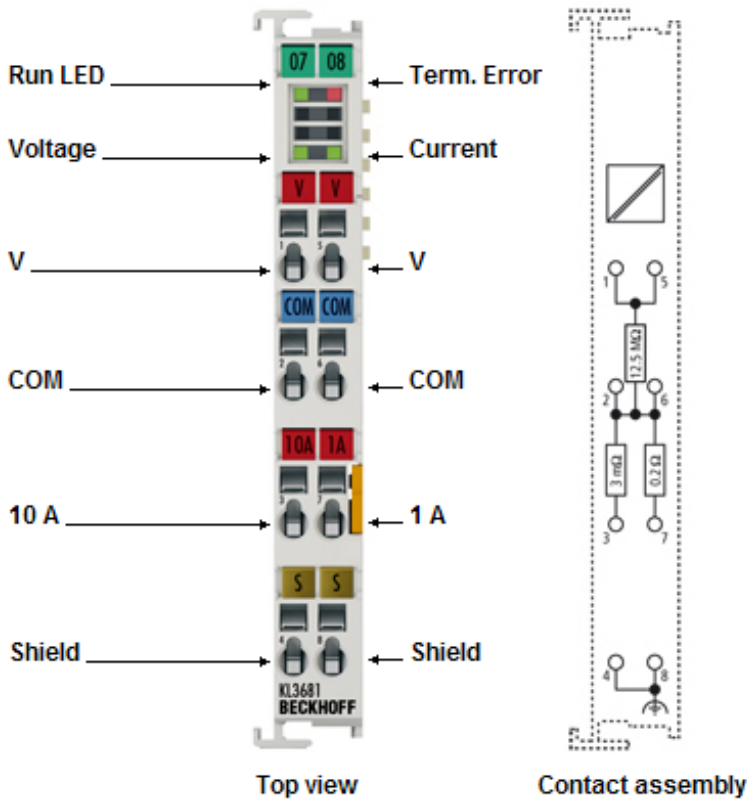 07 08
Run LED
Term. Error
Voltage
Current
V V
1 5
V
V
COM COM
2 6
COM
COM
10A 1A
3 7
10 A
1 A
S S
4 8
Shield
Shield
KL3681
BECKHOFF
Top view
1 5
12.5 MΩ
2 6
3 mΩ
0.2 Ω
3 7
4 8
Contact assembly